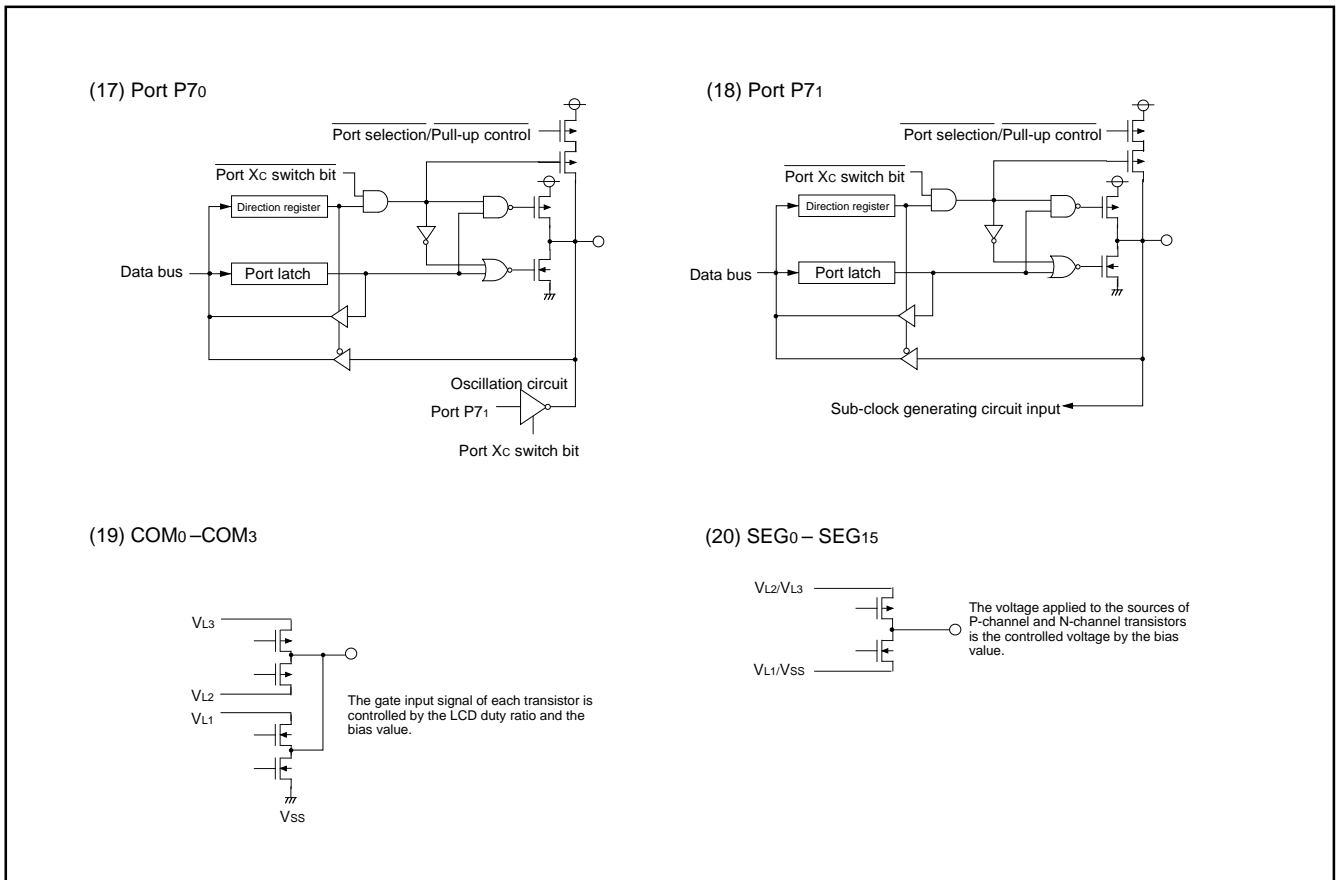 (17) Port P70
Port selection/Pull-up control
Port XC switch bit
Direction register
Data bus
Port latch
Oscillation circuit
Port P71
Port XC switch bit
(18) Port P71
Port selection/Pull-up control
Port XC switch bit
Direction register
Data bus
Port latch
Sub-clock generating circuit input
(19) COM0 –COM3
VL3
VL2
VL1
VSS
The gate input signal of each transistor is
controlled by the LCD duty ratio and the
bias value.
(20) SEG0 – SEG15
VL2/VL3
VL1/VSS
The voltage applied to the sources of
P-channel and N-channel transistors
is the controlled voltage by the bias
value.